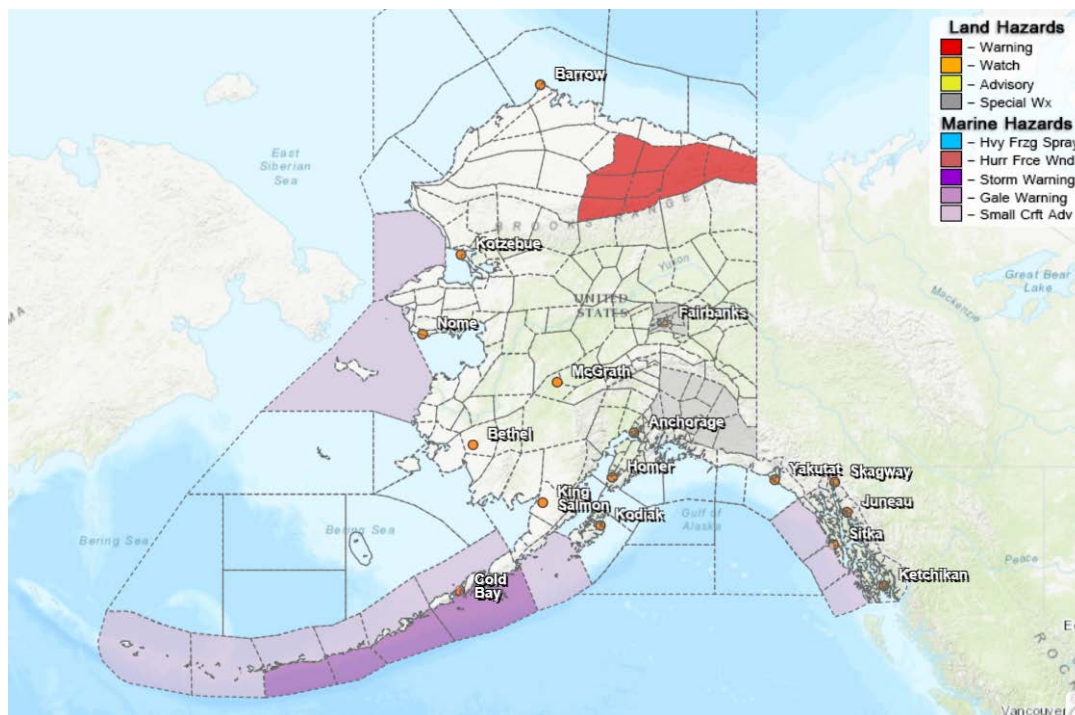 Land Hazards
– Warning
– Watch
– Advisory
– Special Wx
Marine Hazards
– Hvy Frzg Spray
– Hurr Frce Wnd
– Storm Warning
– Gale Warning
– Small Crft Adv
Barrow
East
Siberian
Sea
BROOKS RANGE
Kotzebue
Yukon
Great Bear
Lake
Mackenzie
UNITED
STATES
Fairbanks
Nome
McGrath
Anchorage
Bethel
Homer
Yakutat
Skagway
King
Salmon
Kodiak
Juneau
Gulf of
Alaska
Sitka
Bering Sea
Bering Sea
Peace
Ketchikan
Cold
Bay
Vancouver